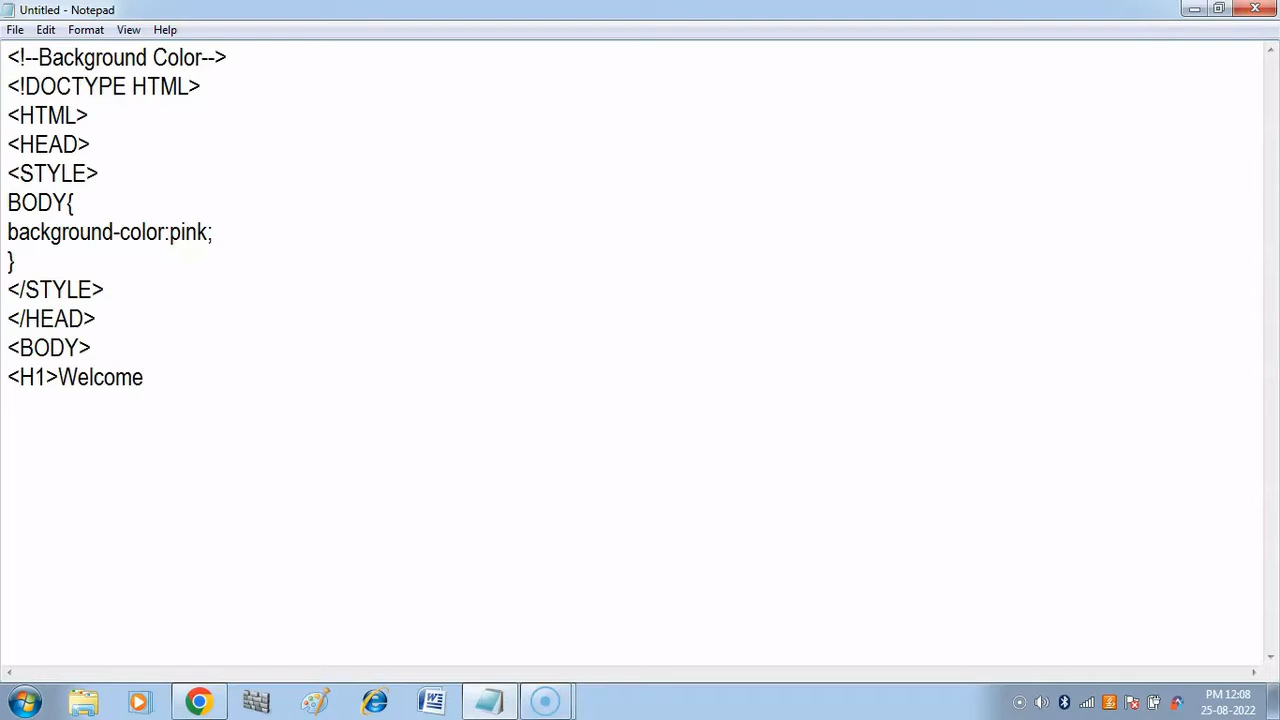 Untitled - Notepad
File Edit Format View Help
<!--Background Color-->
<!DOCTYPE HTML>
<HTML>
<HEAD>
<STYLE>
BODY{
background-color:pink;
}
</STYLE>
</HEAD>
<BODY>
<H1>Welcome
PM 12:08
25-08-2022